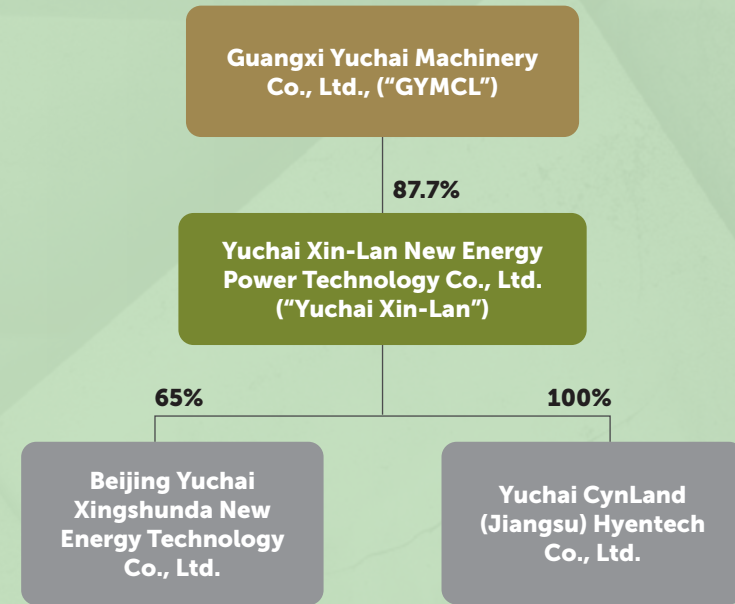 Guangxi Yuchai Machinery
Co., Ltd., (“GYMCL”)
87.7%
Yuchai Xin-Lan New Energy
Power Technology Co., Ltd.
(“Yuchai Xin-Lan”)
65%
100%
Beijing Yuchai
Xingshunda New
Energy Technology
Co., Ltd.
Yuchai CynLand
(Jiangsu) Hyentech
Co., Ltd.